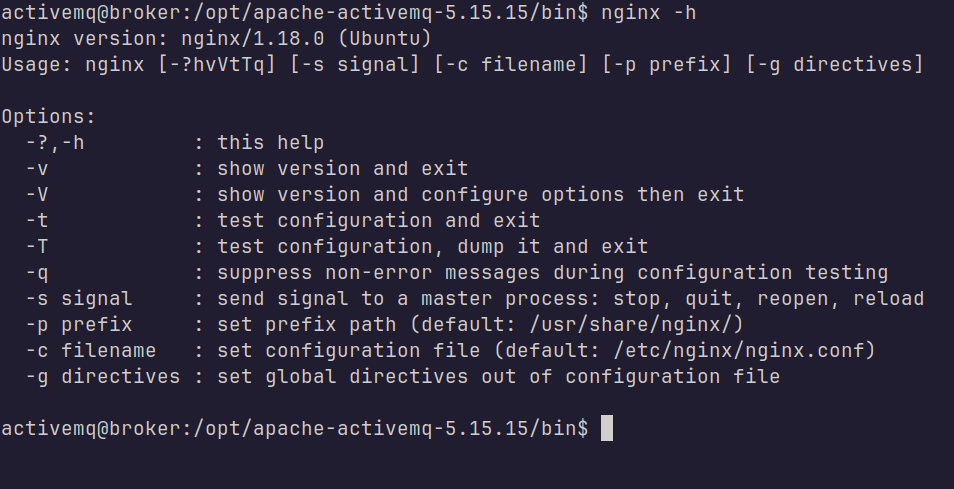 activemq@broker:/opt/apache-activemq-5.15.15/bin$ nginx -h
nginx version: nginx/1.18.0 (Ubuntu)
Usage: nginx [-?hvVtTq] [-s signal] [-c filename] [-p prefix] [-g directives]

Options:
  -?,-h         : this help
  -v            : show version and exit
  -V            : show version and configure options then exit
  -t            : test configuration and exit
  -T            : test configuration, dump it and exit
  -q            : suppress non-error messages during configuration testing
  -s signal     : send signal to a master process: stop, quit, reopen, reload
  -p prefix     : set prefix path (default: /usr/share/nginx/)
  -c filename   : set configuration file (default: /etc/nginx/nginx.conf)
  -g directives : set global directives out of configuration file

activemq@broker:/opt/apache-activemq-5.15.15/bin$